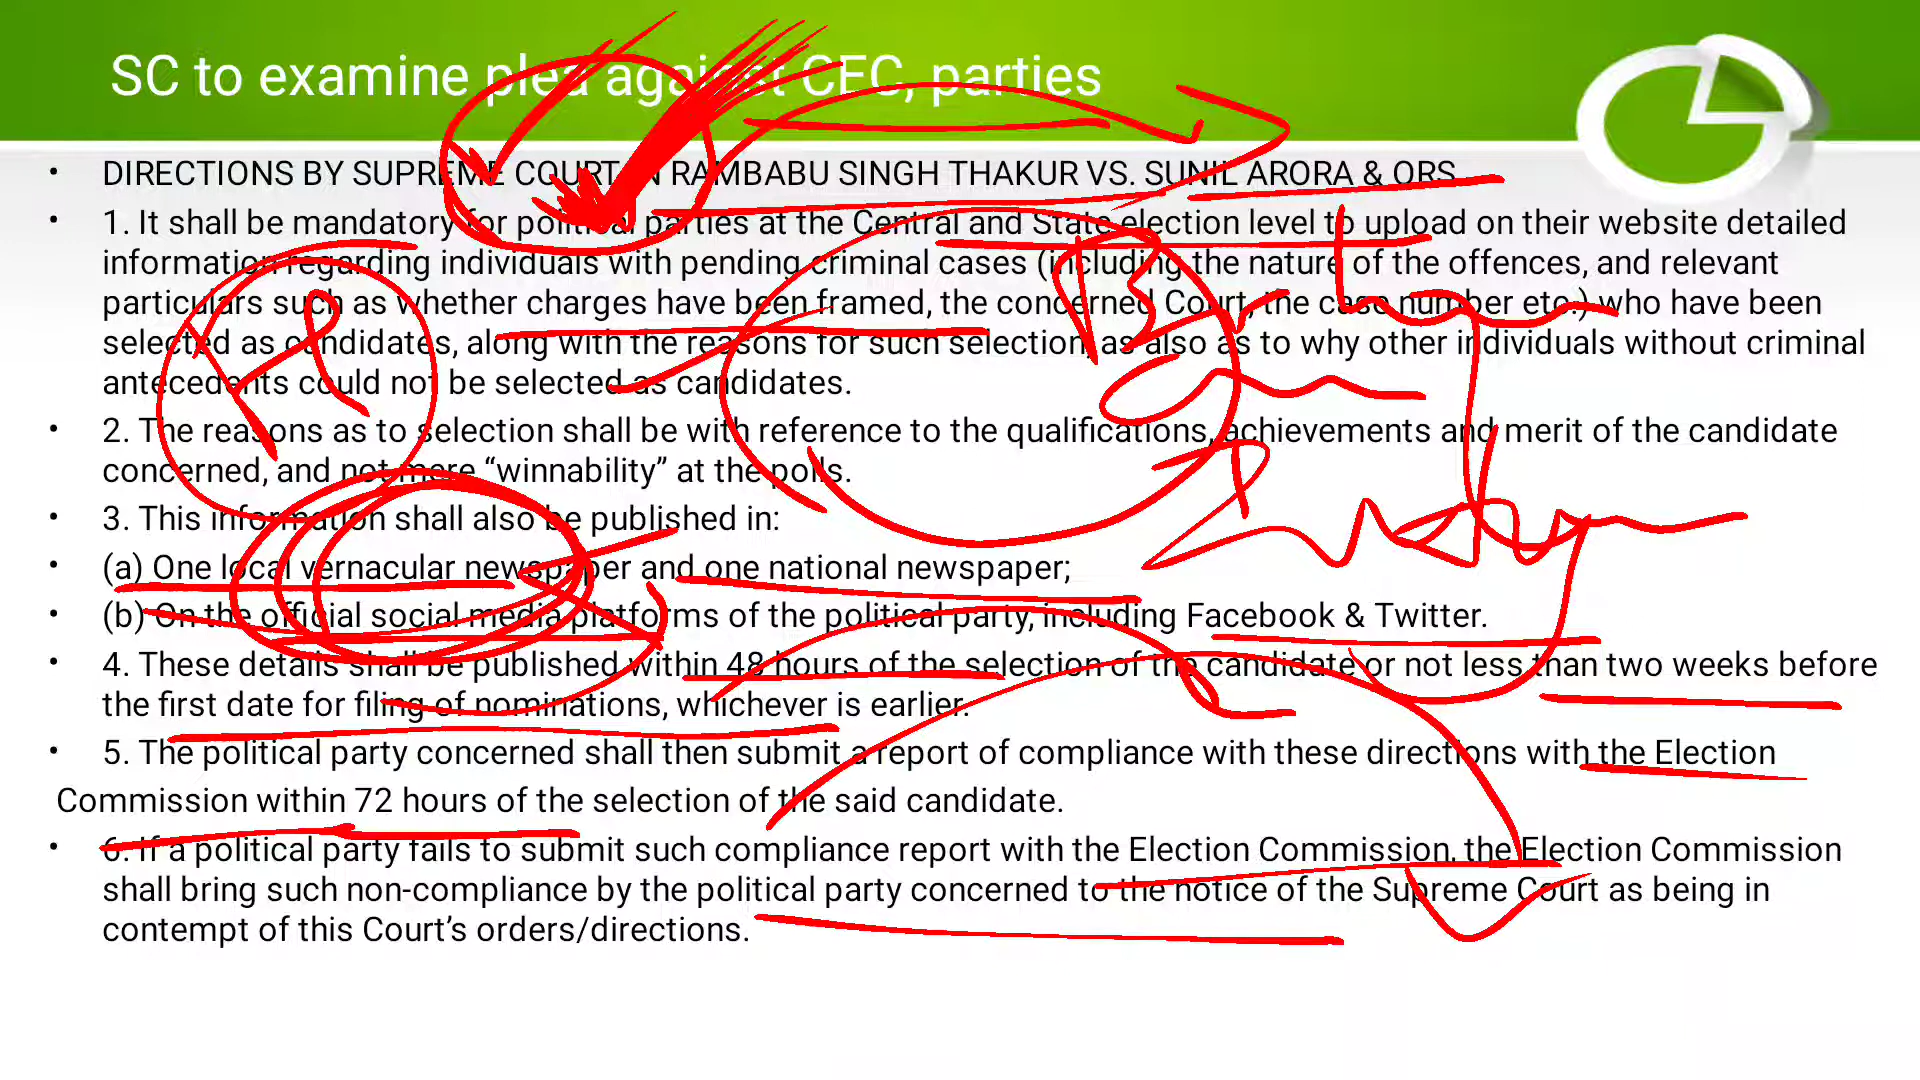 SC to examine plea against CEC, parties
• DIRECTIONS BY SUPREME COURT IN RAMBABU SINGH THAKUR VS. SUNIL ARORA & ORS
• 1. It shall be mandatory for political parties at the Central and State election level to upload on their website detailed
information regarding individuals with pending criminal cases (including the nature of the offences, and relevant
particulars such as whether charges have been framed, the concerned Court, the case number etc.) who have been
selected as candidates, along with the reasons for such selection, as also as to why other individuals without criminal
antecedents could not be selected as candidates.
• 2. The reasons as to selection shall be with reference to the qualifications, achievements and merit of the candidate
concerned, and not mere “winnability” at the polls.
• 3. This information shall also be published in:
• (a) One local vernacular newspaper and one national newspaper;
• (b) On the official social media platforms of the political party, including Facebook & Twitter.
• 4. These details shall be published within 48 hours of the selection of the candidate or not less than two weeks before
the first date for filing of nominations, whichever is earlier.
• 5. The political party concerned shall then submit a report of compliance with these directions with the Election
Commission within 72 hours of the selection of the said candidate.
• 6. If a political party fails to submit such compliance report with the Election Commission, the Election Commission
shall bring such non-compliance by the political party concerned to the notice of the Supreme Court as being in
contempt of this Court’s orders/directions.